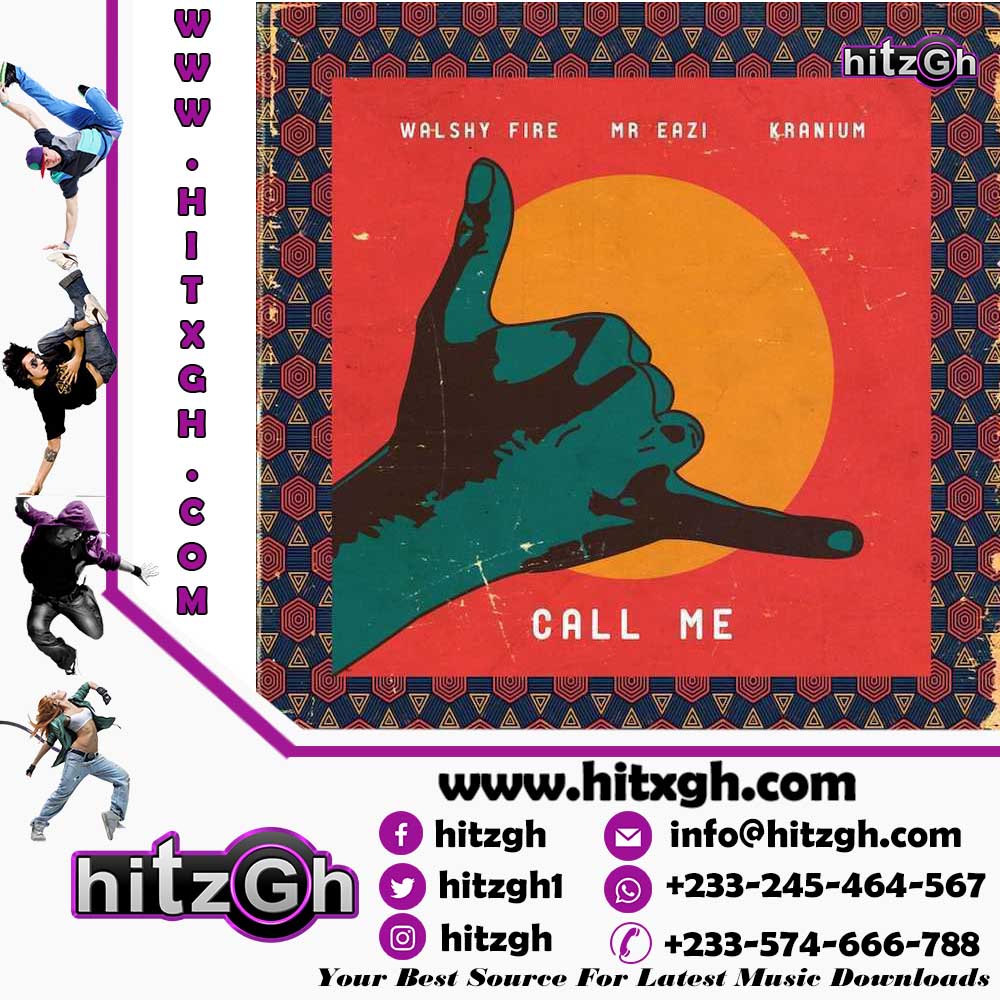 WWW.HITXGH.COM
hitzGh
WALSHY FIRE MR EAZI KRANIUM
CALL ME
www.hitxgh.com
hitzgh
info@hitzgh.com
hitzgh1
+233-245-464-567
hitzgh
+233-574-666-788
hitzGh
Your Best Source For Latest Music Downloads